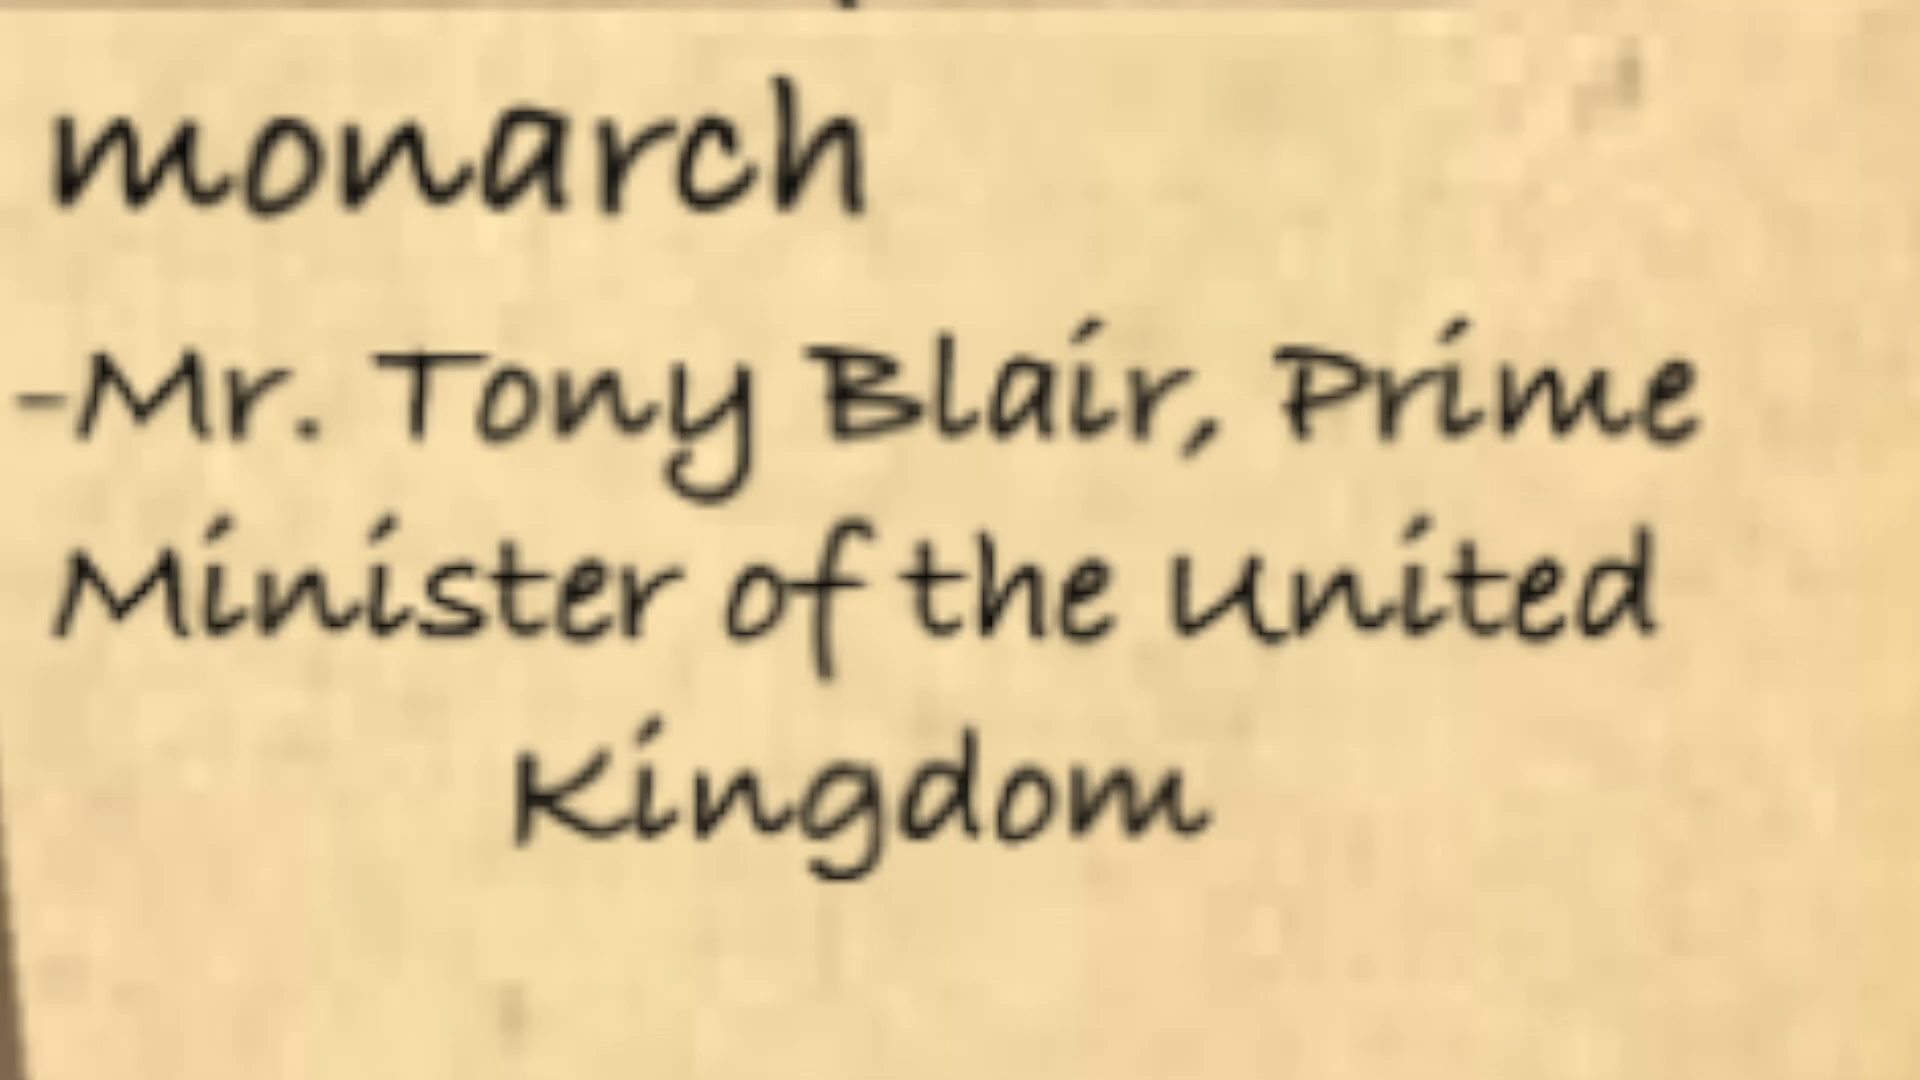 monarch
-Mr. Tony Blair, Prime
Minister of the United
Kingdom